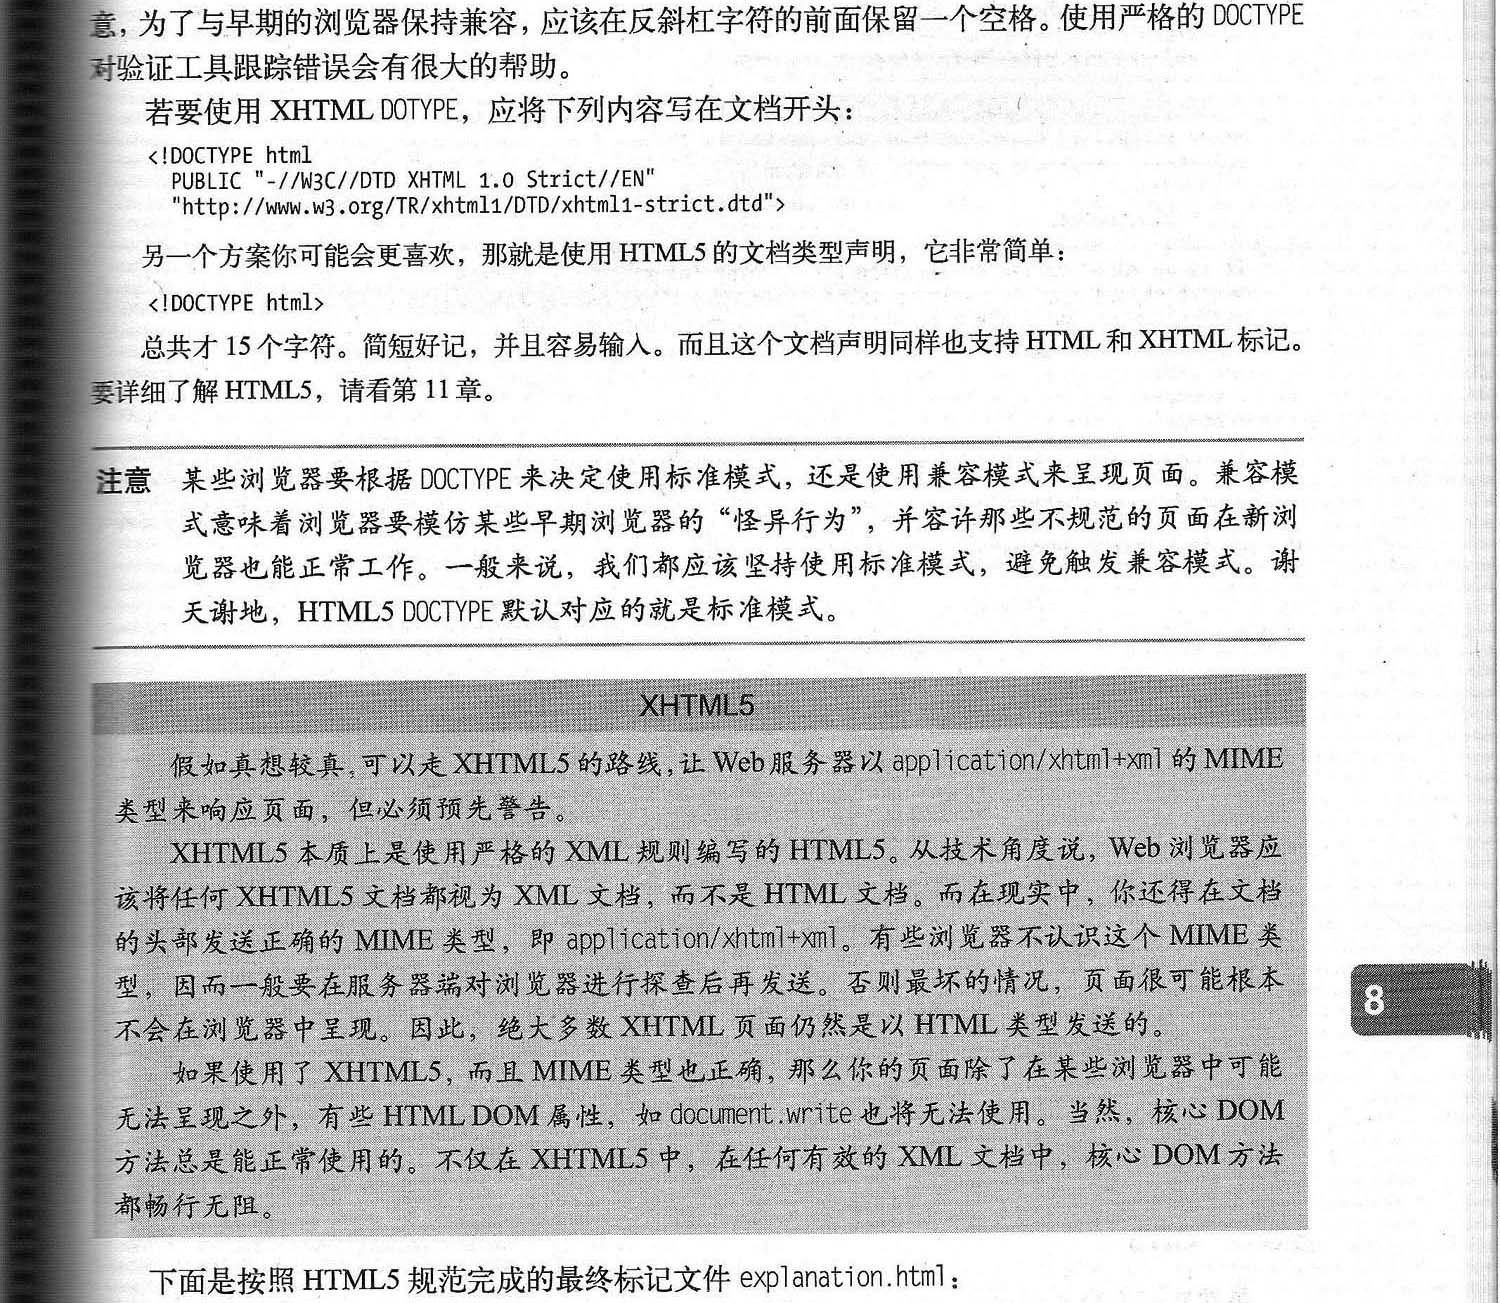 意，为了与早期的浏览器保持兼容，应该在反斜杠字符的前面保留一个空格。使用严格的 DOCTYPE
对验证工具跟踪错误会有很大的帮助。
若要使用 XHTML DOTYPE，应将下列内容写在文档开头：
<!DOCTYPE html
PUBLIC "-//W3C//DTD XHTML 1.0 Strict//EN"
"http://www.w3.org/TR/xhtml1/DTD/xhtml1-strict.dtd">
另一个方案你可能会更喜欢，那就是使用 HTML5 的文档类型声明，它非常简单：
<!DOCTYPE html>
总共才 15 个字符。简短好记，并且容易输入。而且这个文档声明同样也支持 HTML 和 XHTML 标记。
要详细了解 HTML5，请看第 11 章。
注意 某些浏览器要根据 DOCTYPE 来决定使用标准模式，还是使用兼容模式来呈现页面。兼容模
式意味着浏览器要模仿某些早期浏览器的“怪异行为”，并容许那些不规范的页面在新浏
览器也能正常工作。一般来说，我们都应该坚持使用标准模式，避免触发兼容模式。谢
天谢地，HTML5 DOCTYPE 默认对应的就是标准模式。
XHTML5
假如真想较真，可以走 XHTML5 的路线，让 Web 服务器以 application/xhtml+xml 的 MIME
类型来响应页面，但必须预先警告。
XHTML5 本质上是使用严格的 XML 规则编写的 HTML5。从技术角度说，Web 浏览器应
该将任何 XHTML5 文档都视为 XML 文档，而不是 HTML 文档。而在现实中，你还得在文档
的头部发送正确的 MIME 类型，即 application/xhtml+xml。有些浏览器不认识这个 MIME 类
型，因而一般要在服务器端对浏览器进行探查后再发送。否则最坏的情况，页面很可能根本
不会在浏览器中呈现。因此，绝大多数 XHTML 页面仍然是以 HTML 类型发送的。
8
如果使用了 XHTML5，而且 MIME 类型也正确，那么你的页面除了在某些浏览器中可能
无法呈现之外，有些 HTML DOM 属性，如 document.write 也将无法使用。当然，核心 DOM
方法总是能正常使用的。不仅在 XHTML5 中，在任何有效的 XML 文档中，核心 DOM 方法
都畅行无阻。
下面是按照 HTML5 规范完成的最终标记文件 explanation.html：